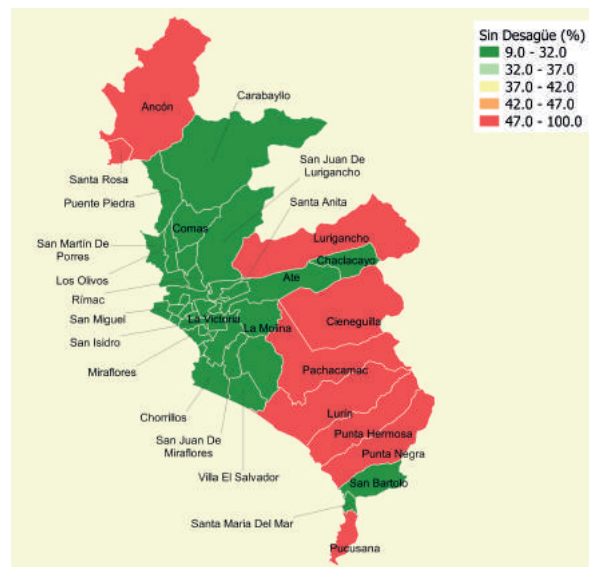 Sin Desagüe (%)
9.0 - 32.0
32.0 - 37.0
37.0 - 42.0
42.0 - 47.0
47.0 - 100.0
Carabayllo
Ancón
San Juan De
Lurigancho
Santa Rosa
Santa Anita
Puente Piedra
Comas
Lurigancho
San Martín De
Porres
Chaclacayo
Los Olivos
Ate
Rímac
San Miguel
La Victoria
Cieneguilla
La Molina
San Isidro
Miraflores
Pachacamac
Chorrillos
Lurín
San Juan De
Miraflores
Punta Hermosa
Punta Negra
Villa El Salvador
San Bartolo
Santa Maria Del Mar
Pucusana